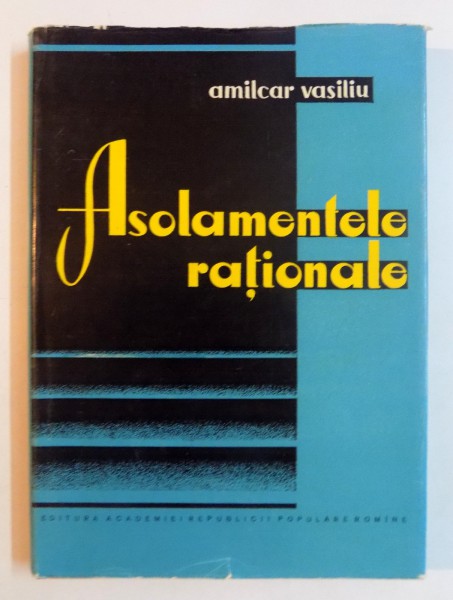 amilcar vasiliu
Asolamentele
raționale
EDITURA ACADEMIEI REPUBLICII POPULARE ROMÎNE